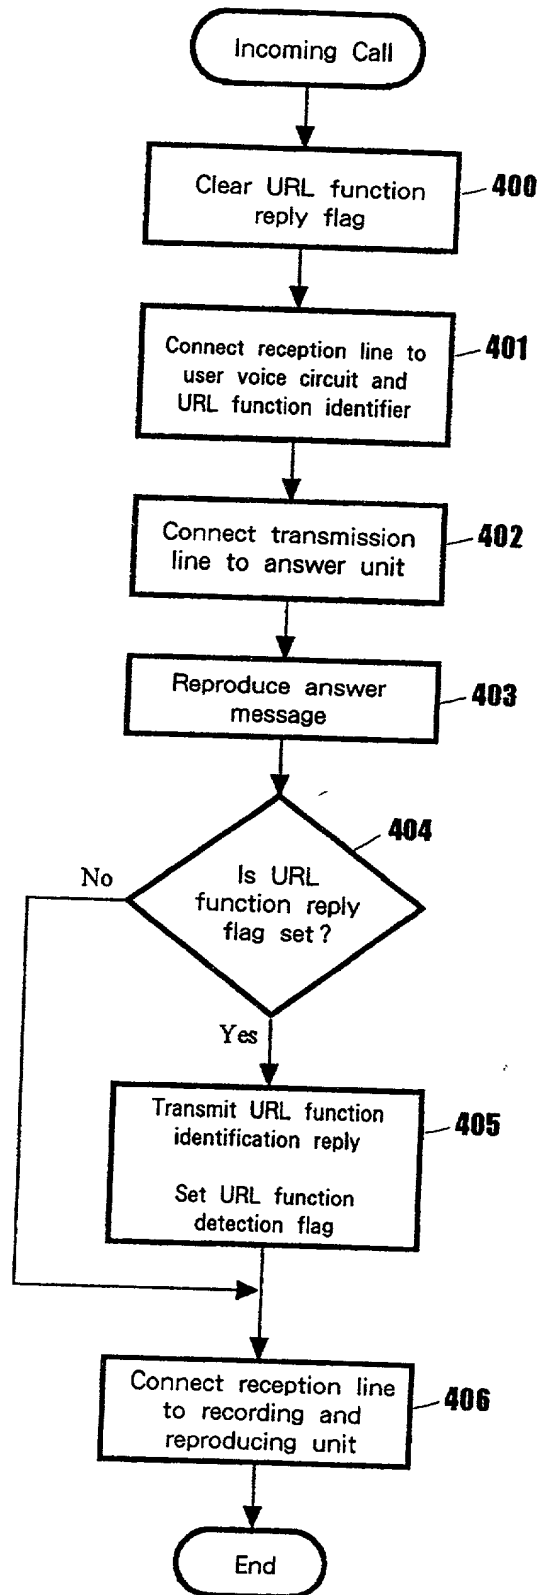 Incoming Call
Clear URL function
reply flag
400
Connect reception line to
user voice circuit and
URL function identifier
401
Connect transmission
line to answer unit
402
Reproduce answer
message
403
404
Is URL
function reply
flag set?
No
Yes
Transmit URL function
identification reply
Set URL function
detection flag
405
Connect reception line
to recording and
reproducing unit
406
End